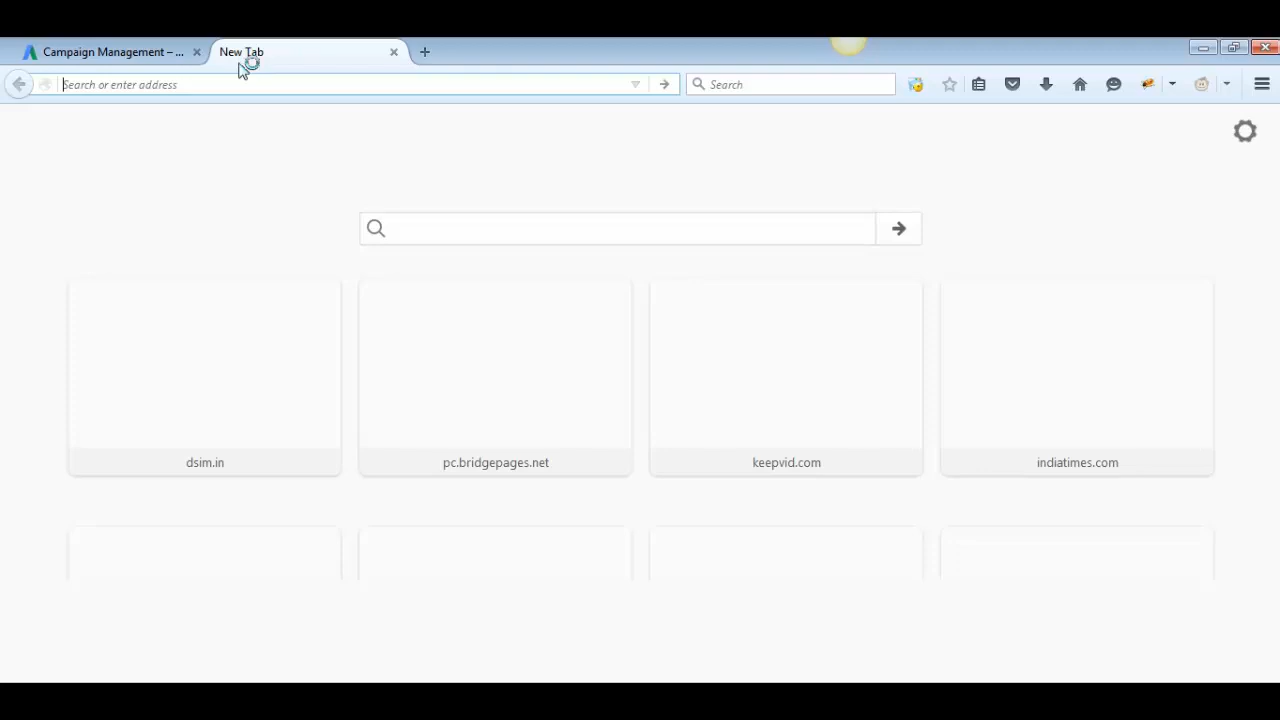 Campaign Management – ...
New Tab
Search or enter address
Search
dsim.in
pc.bridgepages.net
keepvid.com
indiatimes.com